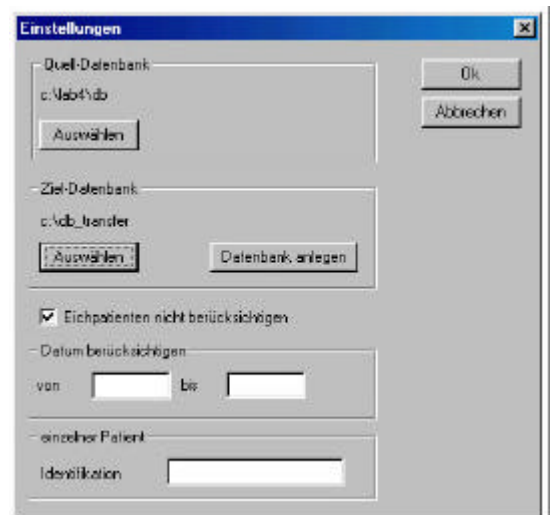 Einstellungen
Quell-Datenbank
c:\lab4\db
Auswählen
Ok
Abbrechen
Ziel-Datenbank
c:\db_transfer
Auswählen
Datenbank anlegen
Eichpatienten nicht berücksichtigen
Datum berücksichtigen
von
bis
einzelner Patient
Identifikation